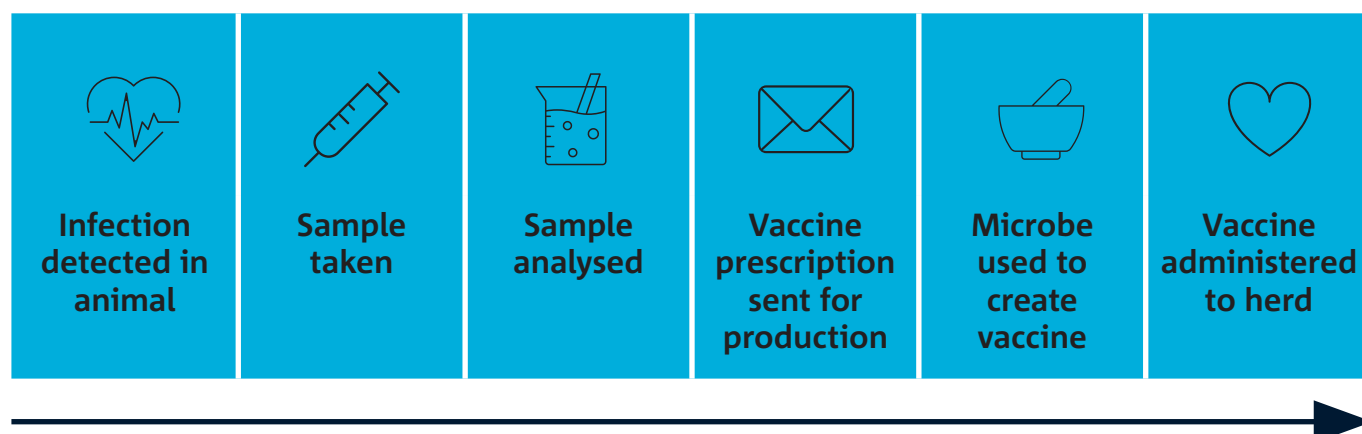 Infection
detected in
animal
Sample
taken
Sample
analysed
Vaccine
prescription
sent for
production
Microbe
used to
create
vaccine
Vaccine
administered
to herd